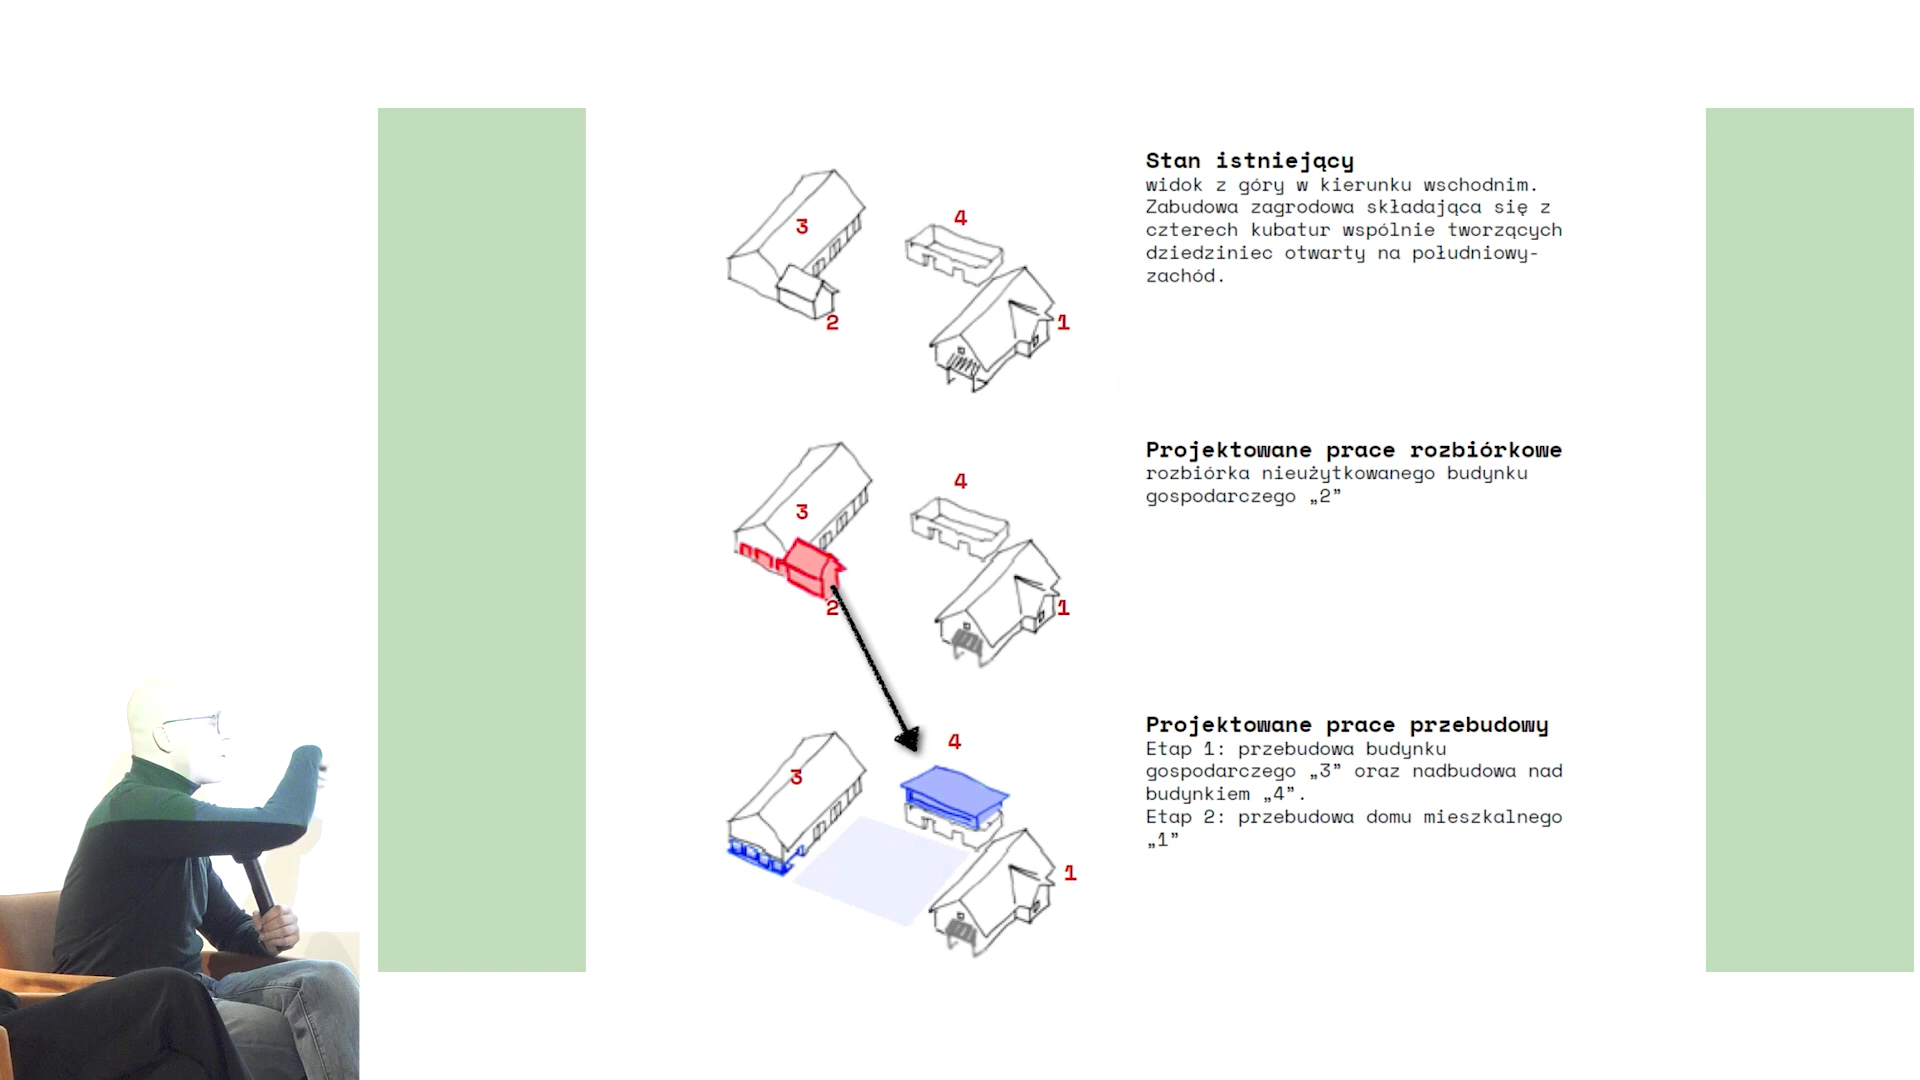 Stan istniejący
widok z góry w kierunku wschodnim.
Zabudowa zagrodowa składająca się z
czterech kubatur wspólnie tworzących
dziedziniec otwarty na południowy-
zachód.
3
4
2
1
Projektowane prace rozbiórkowe
rozbiórka nieużytkowanego budynku
gospodarczego „2”
3
4
2
1
Projektowane prace przebudowy
Etap 1: przebudowa budynku
gospodarczego „3” oraz nadbudowa nad
budynkiem „4”.
Etap 2: przebudowa domu mieszkalnego
„1”
4
3
1